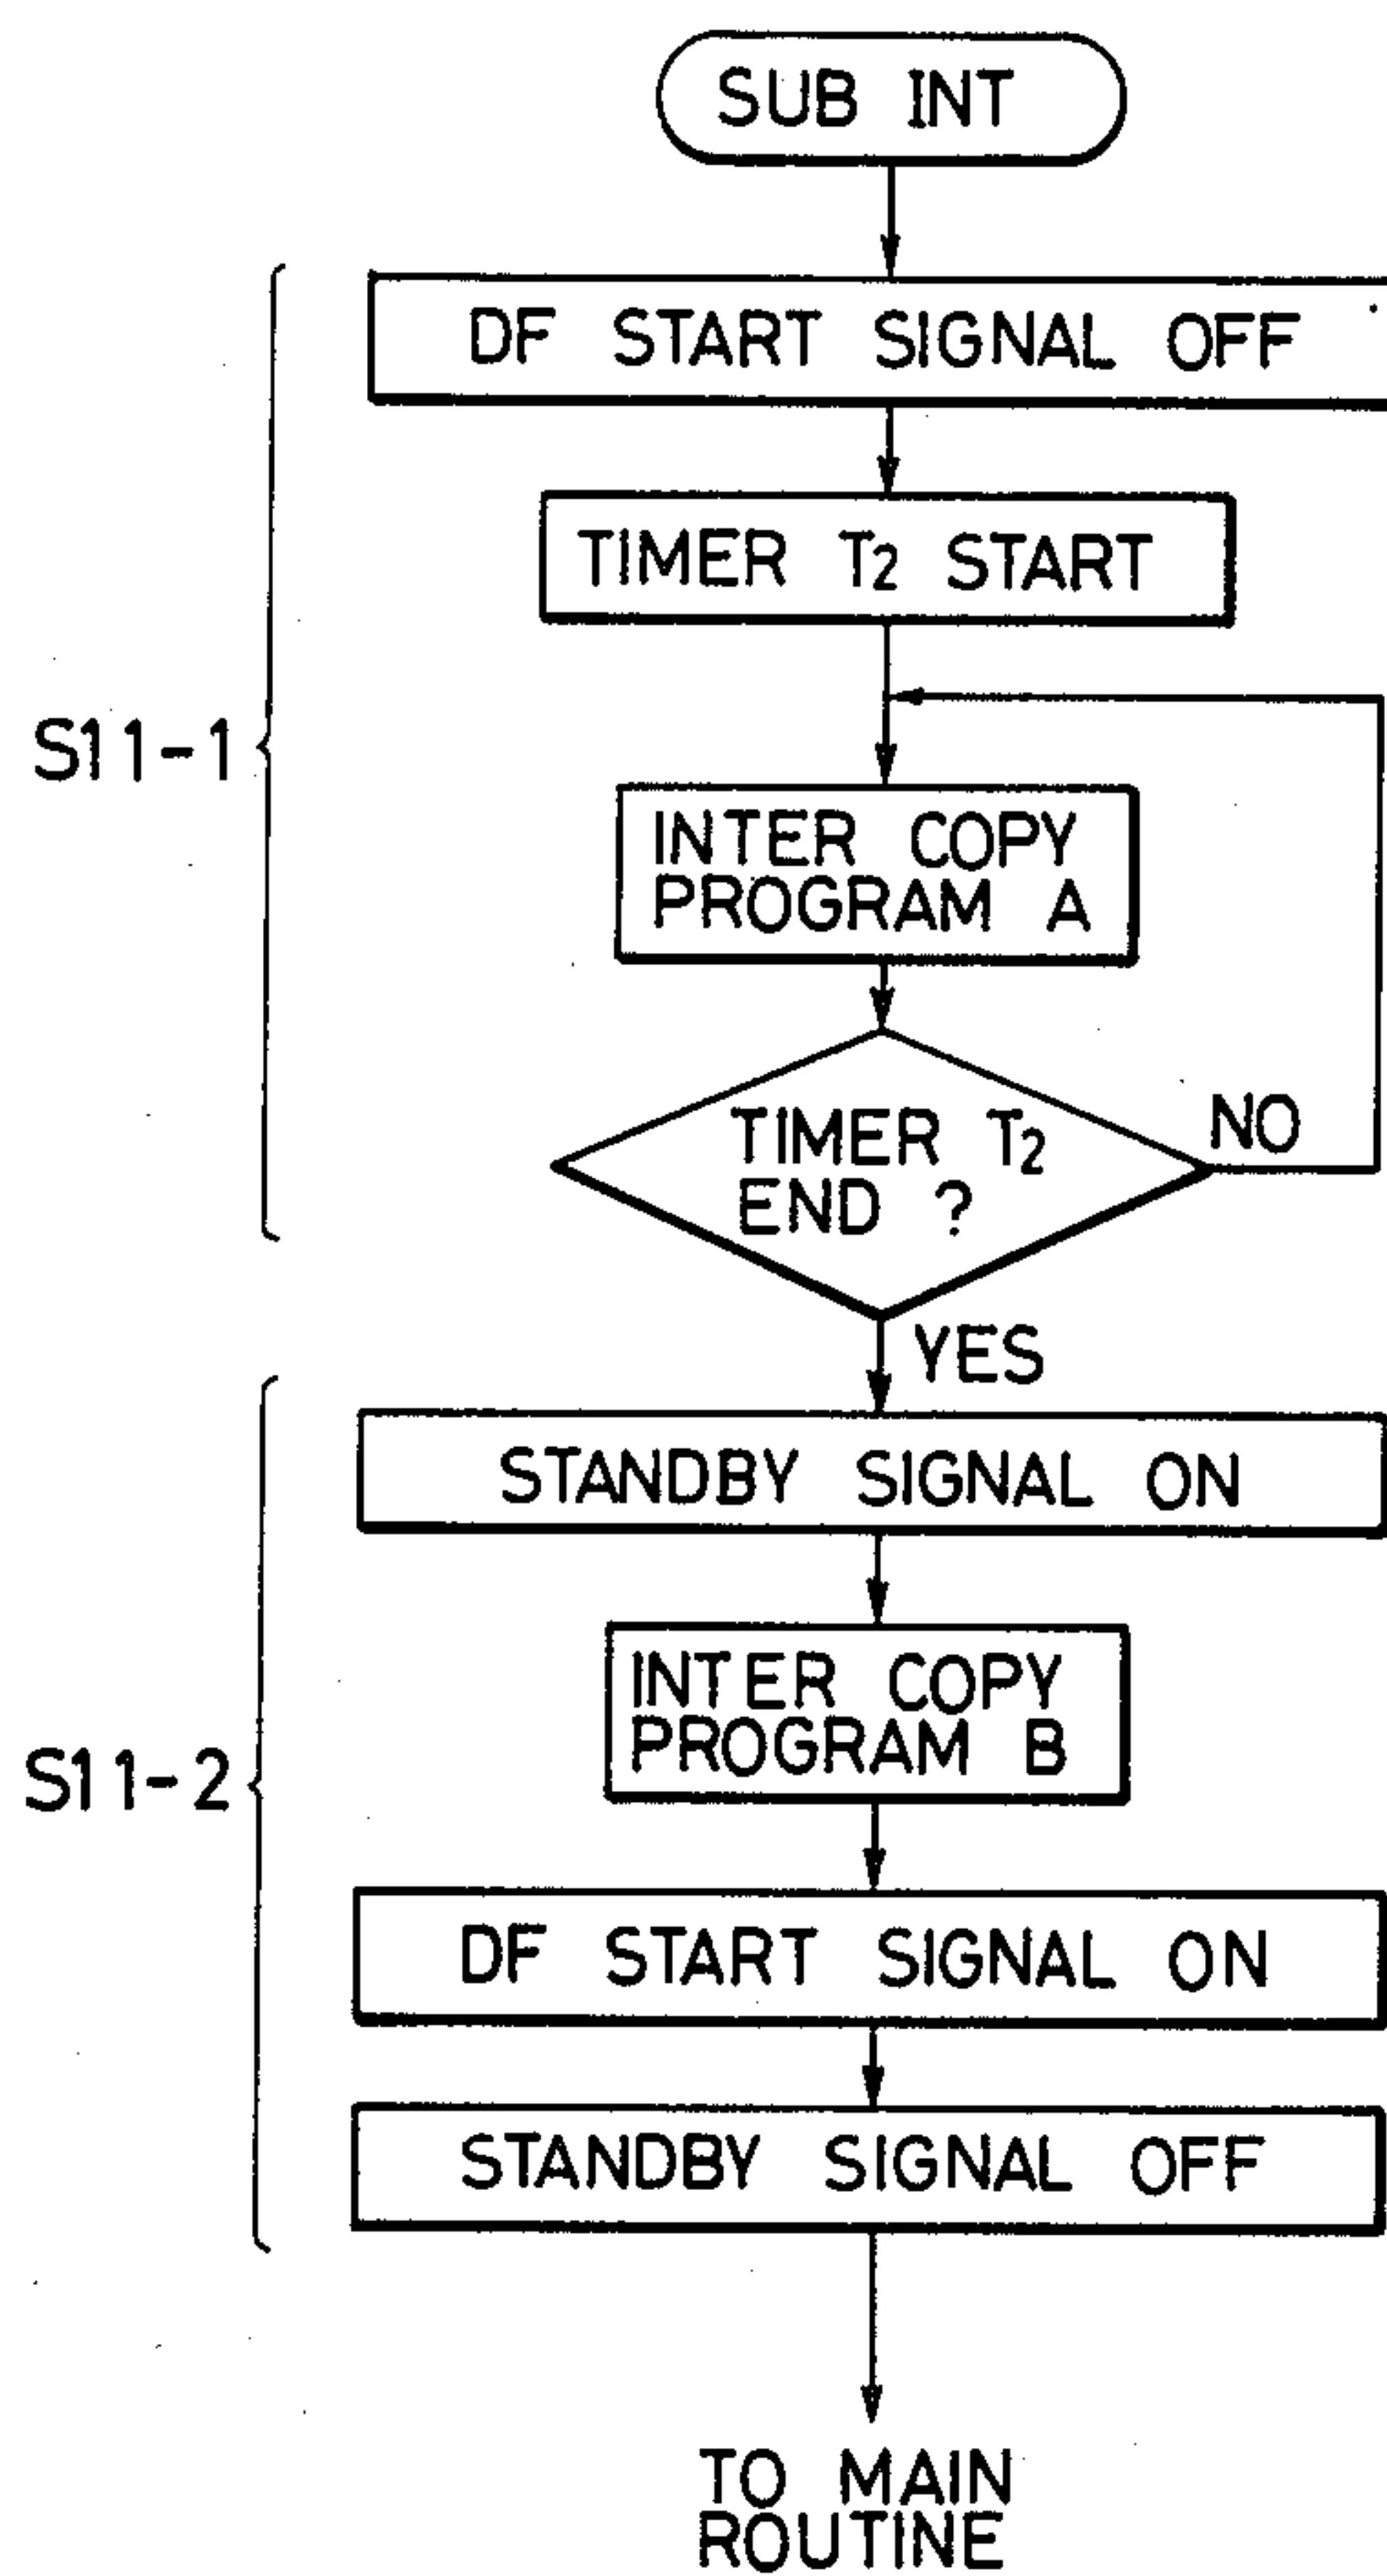 SUB INT
DF START SIGNAL OFF
TIMER T2 START
S11-1
INTER COPY
PROGRAM A
TIMER T2
END ?
NO
YES
STANDBY SIGNAL ON
INTER COPY
PROGRAM B
S11-2
DF START SIGNAL ON
STANDBY SIGNAL OFF
TO MAIN
ROUTINE